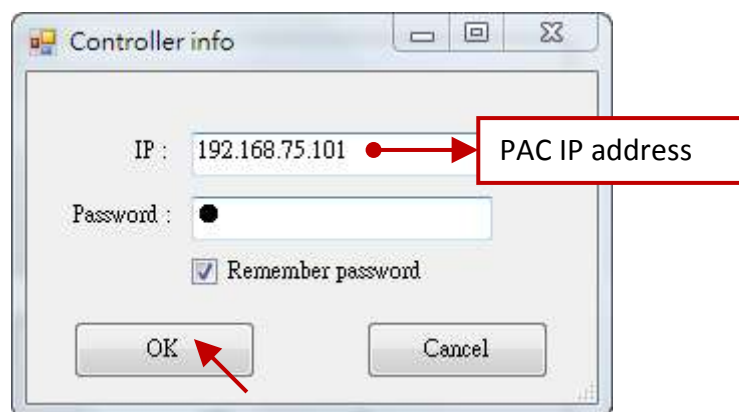 Controller info
IP : 192.168.75.101 PAC IP address
Password : ●
Remember password
OK Cancel